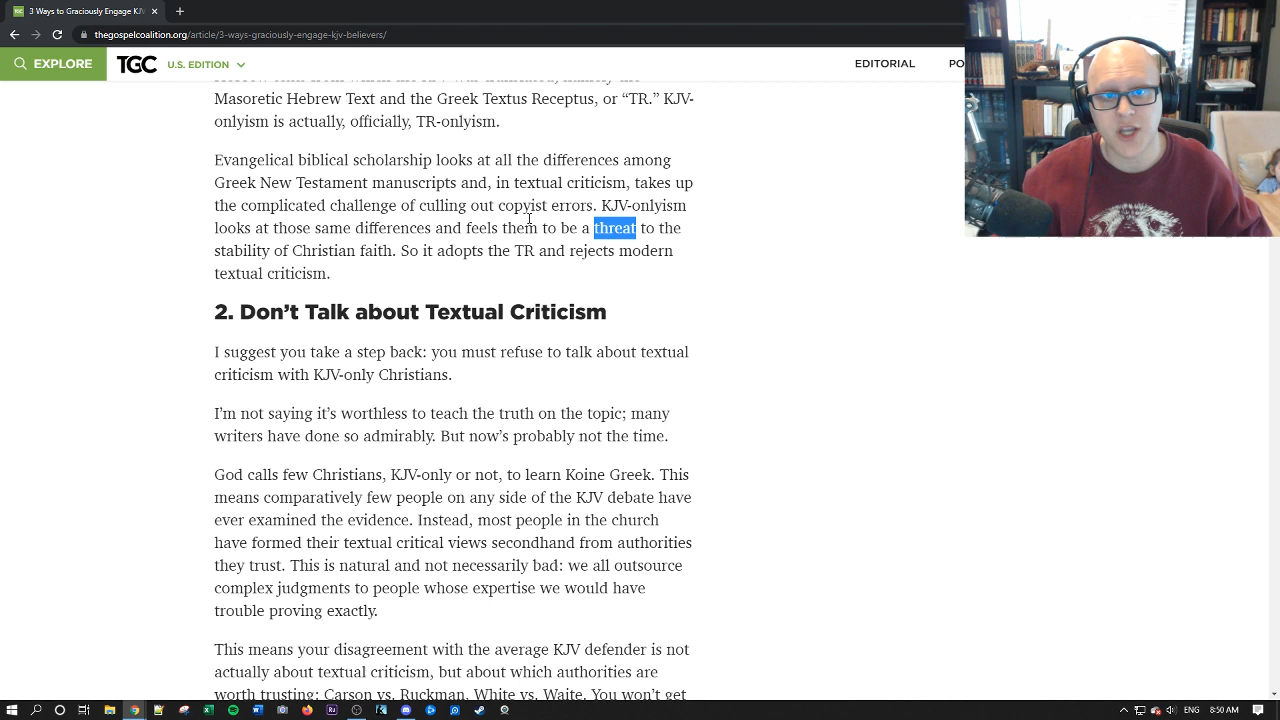 3 Ways Graciously Engage KJV
thegospelcoalition.org/article/3-ways-graciously-engage-kjv-believers/
EXPLORE
TGC
U.S. EDITION
EDITORIAL
PO
Masoretic Hebrew Text and the Greek Textus Receptus, or “TR.” KJV-
onlyism is actually, officially, TR-onlyism.
Evangelical biblical scholarship looks at all the differences among
Greek New Testament manuscripts and, in textual criticism, takes up
the complicated challenge of culling out copyist errors. KJV-onlyism
looks at those same differences and feels them to be a threat to the
stability of Christian faith. So it adopts the TR and rejects modern
textual criticism.
2. Don’t Talk about Textual Criticism
I suggest you take a step back: you must refuse to talk about textual
criticism with KJV-only Christians.
I’m not saying it’s worthless to teach the truth on the topic; many
writers have done so admirably. But now’s probably not the time.
God calls few Christians, KJV-only or not, to learn Koine Greek. This
means comparatively few people on any side of the KJV debate have
ever examined the evidence. Instead, most people in the church
have formed their textual critical views secondhand from authorities
they trust. This is natural and not necessarily bad: we all outsource
complex judgments to people whose expertise we would have
trouble proving exactly.
This means your disagreement with the average KJV defender is not
actually about textual criticism, but about which authorities are
worth trusting: Carson vs. Ruckman, White vs. Waite. You won’t get
8:50 AM